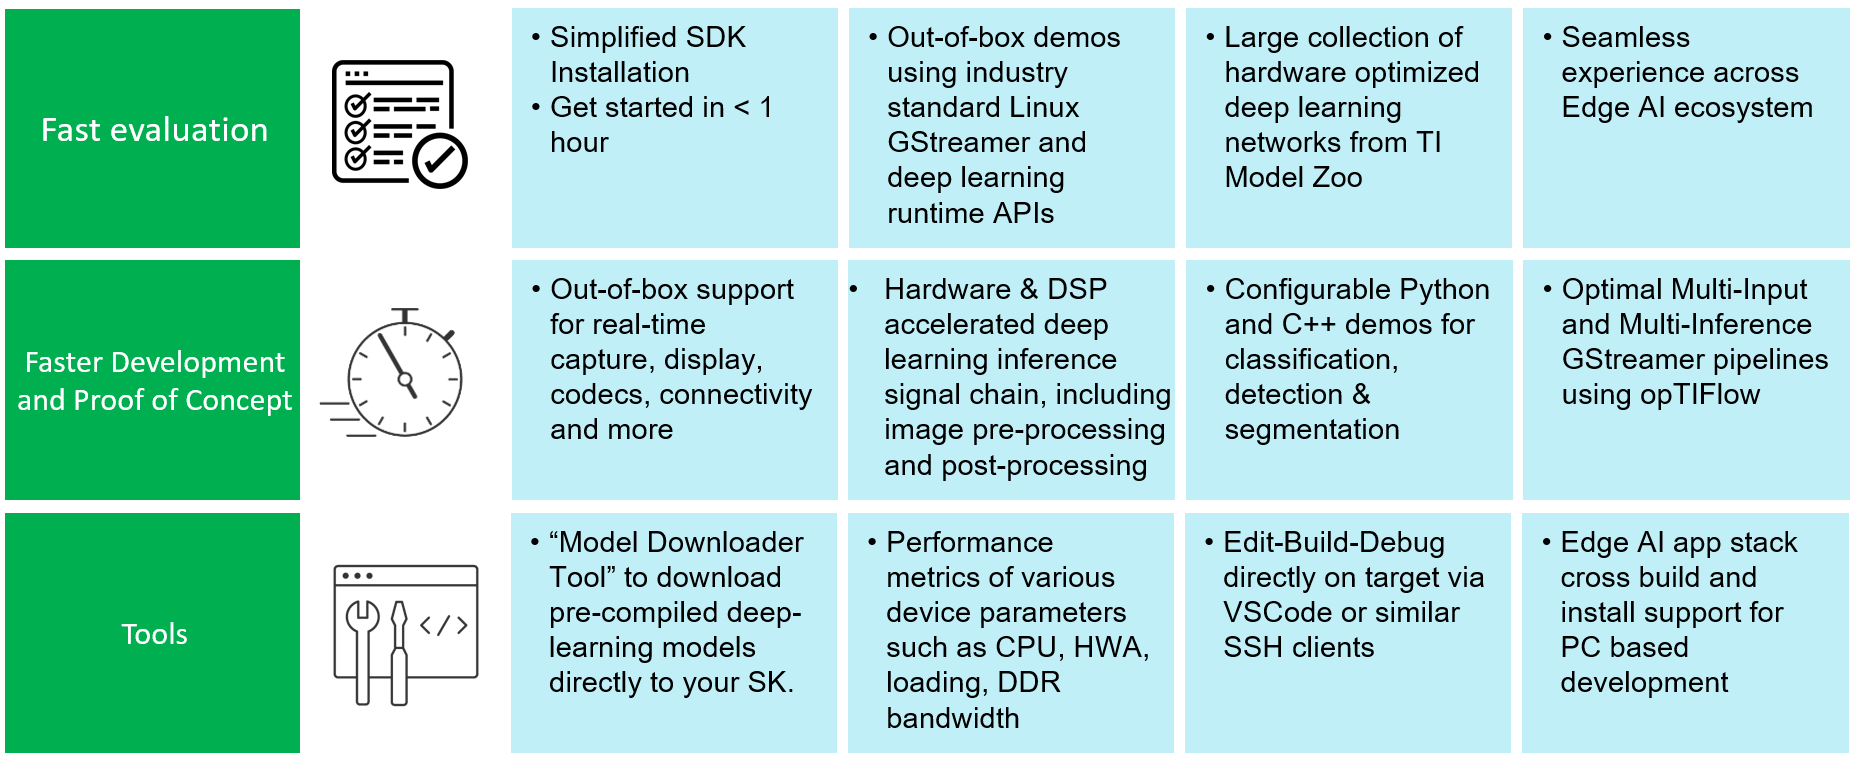 Fast evaluation
• Simplified SDK
Installation
• Get started in < 1
hour
• Out-of-box demos
using industry
standard Linux
GStreamer and
deep learning
runtime APIs
• Large collection of
hardware optimized
deep learning
networks from TI
Model Zoo
• Seamless
experience across
Edge AI ecosystem
Faster Development
and Proof of Concept
• Out-of-box support
for real-time
capture, display,
codecs, connectivity
and more
• Hardware & DSP
accelerated deep
learning inference
signal chain, including
image pre-processing
and post-processing
• Configurable Python
and C++ demos for
classification,
detection &
segmentation
• Optimal Multi-Input
and Multi-Inference
GStreamer pipelines
using opTIFlow
Tools
</>
• “Model Downloader
Tool” to download
pre-compiled deep-
learning models
directly to your SK.
• Performance
metrics of various
device parameters
such as CPU, HWA,
loading, DDR
bandwidth
• Edit-Build-Debug
directly on target via
VSCode or similar
SSH clients
• Edge AI app stack
cross build and
install support for
PC based
development